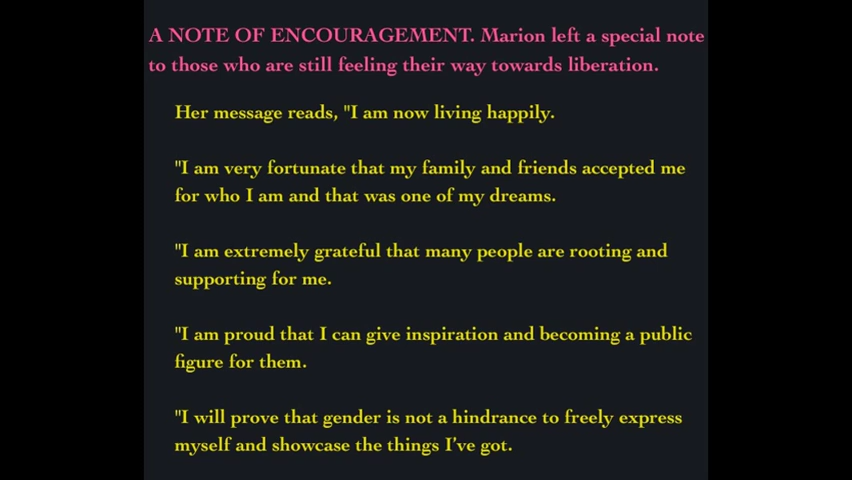 A NOTE OF ENCOURAGEMENT. Marion left a special note
to those who are still feeling their way towards liberation.
Her message reads, "I am now living happily.
"I am very fortunate that my family and friends accepted me
for who I am and that was one of my dreams.
"I am extremely grateful that many people are rooting and
supporting for me.
"I am proud that I can give inspiration and becoming a public
figure for them.
"I will prove that gender is not a hindrance to freely express
myself and showcase the things I've got.